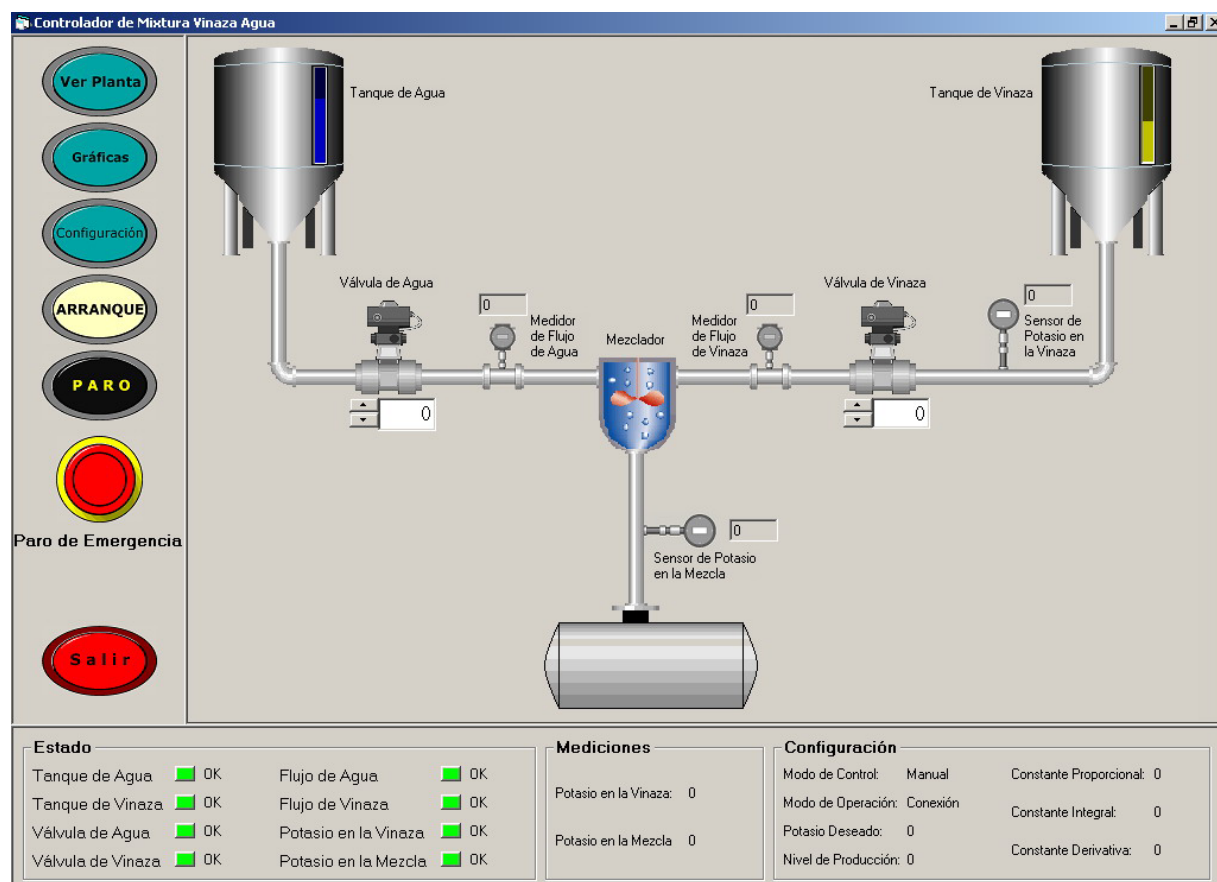 Controlador de Mixtura Vinaza Agua
Ver Planta
Gráficas
Configuración
ARRANQUE
PARO
Paro de Emergencia
Salir
Tanque de Agua
Tanque de Vinaza
Válvula de Agua
0
0
Medidor
de Flujo
de Agua
Mezclador
Medidor
de Flujo
de Vinaza
0
Válvula de Vinaza
0
0
Sensor de
Potasio en
la Vinaza
0
Sensor de Potasio
en la Mezcla
Estado
Tanque de Agua OK
Tanque de Vinaza OK
Válvula de Agua OK
Válvula de Vinaza OK
Flujo de Agua OK
Flujo de Vinaza OK
Potasio en la Vinaza OK
Potasio en la Mezcla OK
Mediciones
Potasio en la Vinaza: 0
Potasio en la Mezcla 0
Configuración
Modo de Control: Manual
Modo de Operación: Conexión
Potasio Deseado: 0
Nivel de Producción: 0
Constante Proporcional: 0
Constante Integral: 0
Constante Derivativa: 0